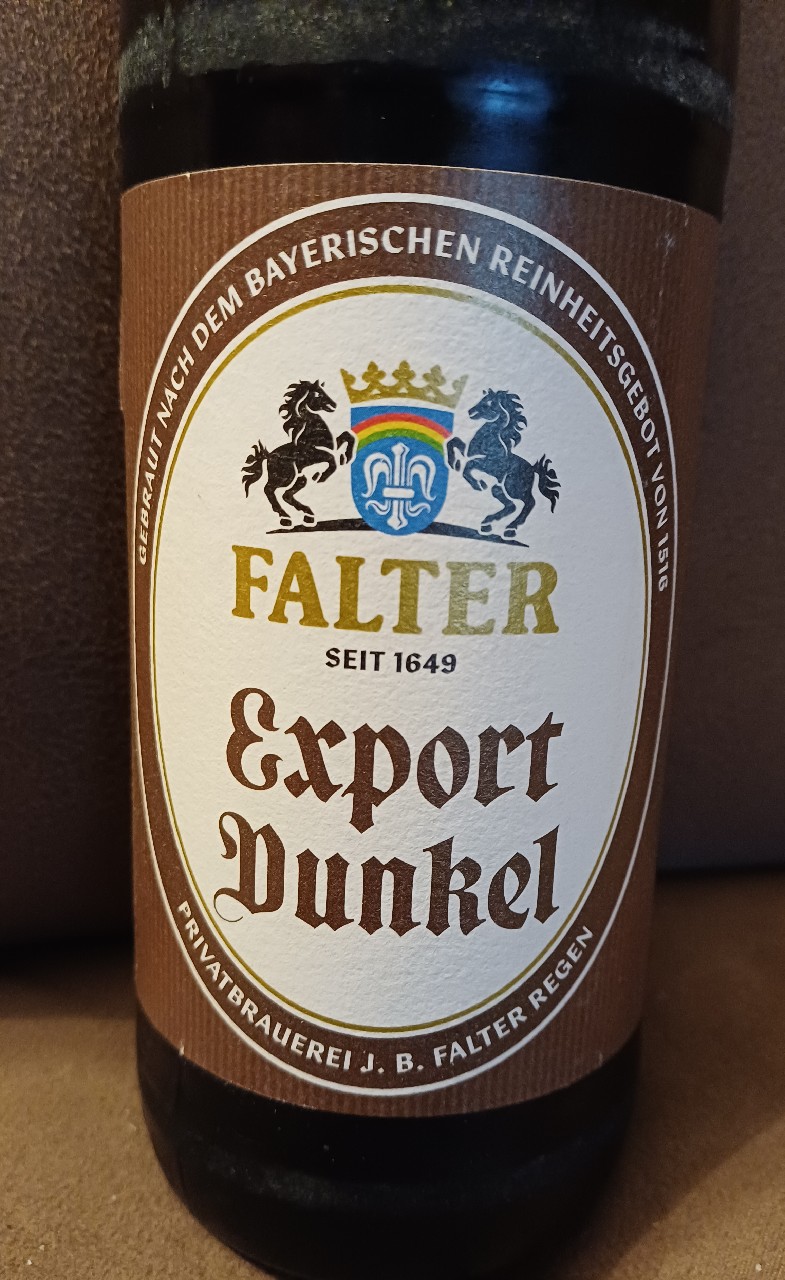 GEBRAUT NACH DEM BAYERISCHEN REINHEITSGEBOT VON 1516
FALTER
SEIT 1649
Export
Dunkel
PRIVATBRAUEREI J. B. FALTER REGEN